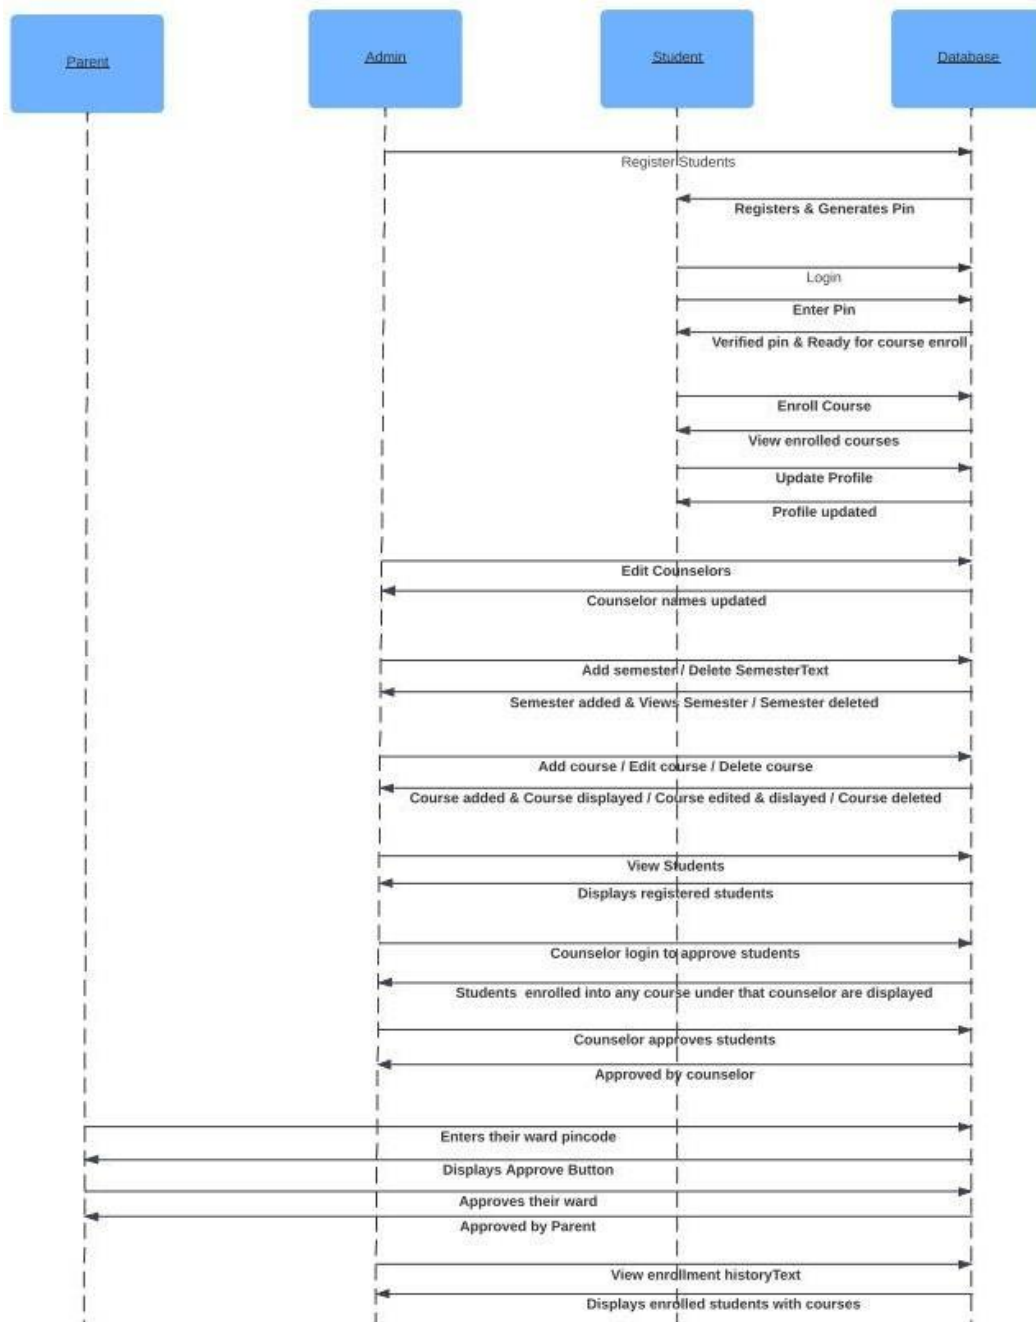 Parent
Admin
Student
Database
Register Students
Registers & Generates Pin
Login
Enter Pin
Verified pin & Ready for course enroll
Enroll Course
View enrolled courses
Update Profile
Profile updated
Edit Counselors
Counselor names updated
Add semester / Delete SemesterText
Semester added & Views Semester / Semester deleted
Add course / Edit course / Delete course
Course added & Course displayed / Course edited & dislayed / Course deleted
View Students
Displays registered students
Counselor login to approve students
Students enrolled into any course under that counselor are displayed
Counselor approves students
Approved by counselor
Enters their ward pincode
Displays Approve Button
Approves their ward
Approved by Parent
View enrollment historyText
Displays enrolled students with courses